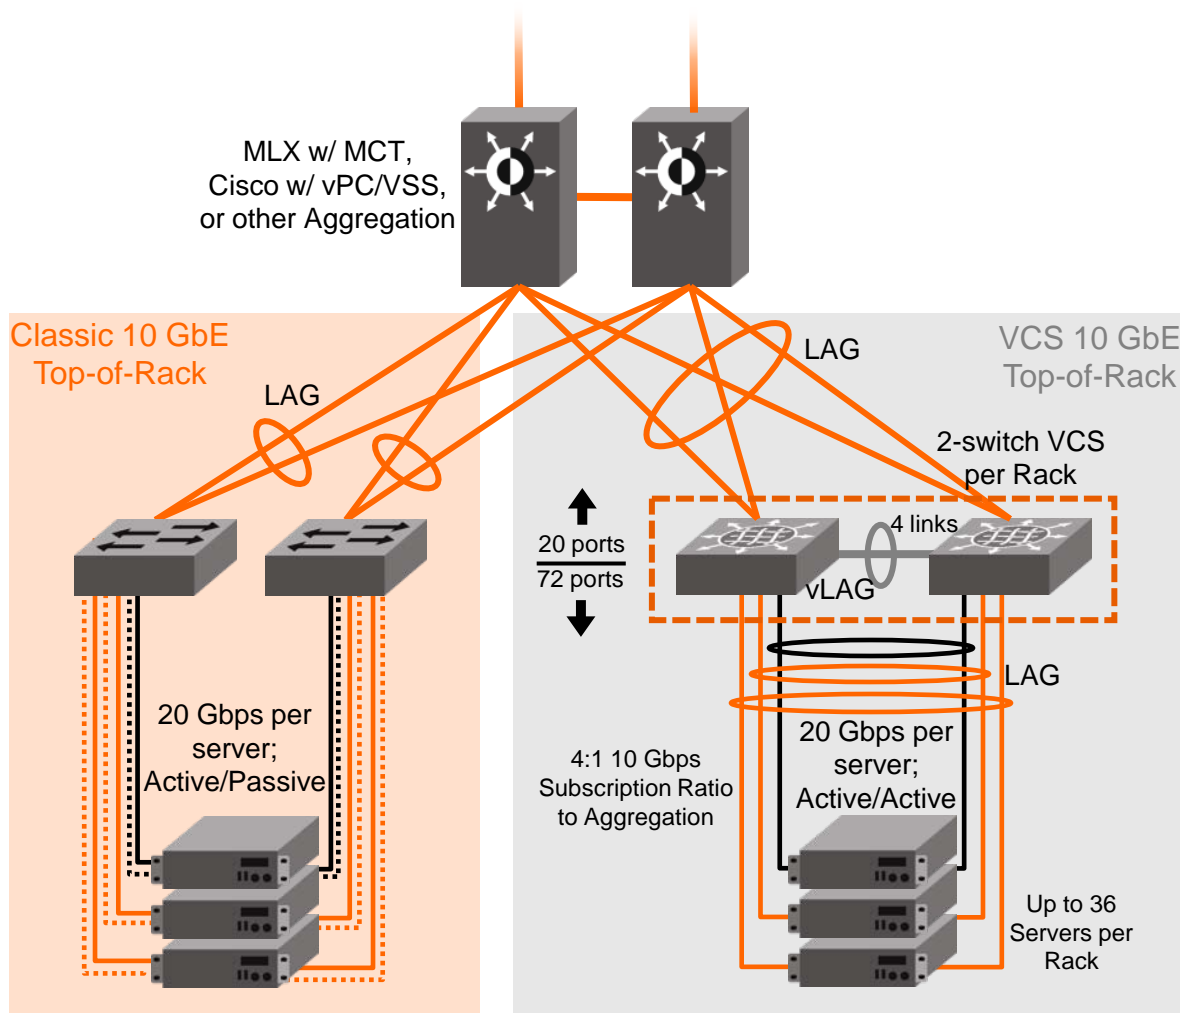 MLX w/ MCT,
Cisco w/ vPC/VSS,
or other Aggregation
Classic 10 GbE
Top-of-Rack
LAG
LAG
VCS 10 GbE
Top-of-Rack
2-switch VCS
per Rack
4 links
20 ports
72 ports
vLAG
LAG
20 Gbps per
server;
Active/Passive
4:1 10 Gbps
Subscription Ratio
to Aggregation
20 Gbps per
server;
Active/Active
Up to 36
Servers per
Rack